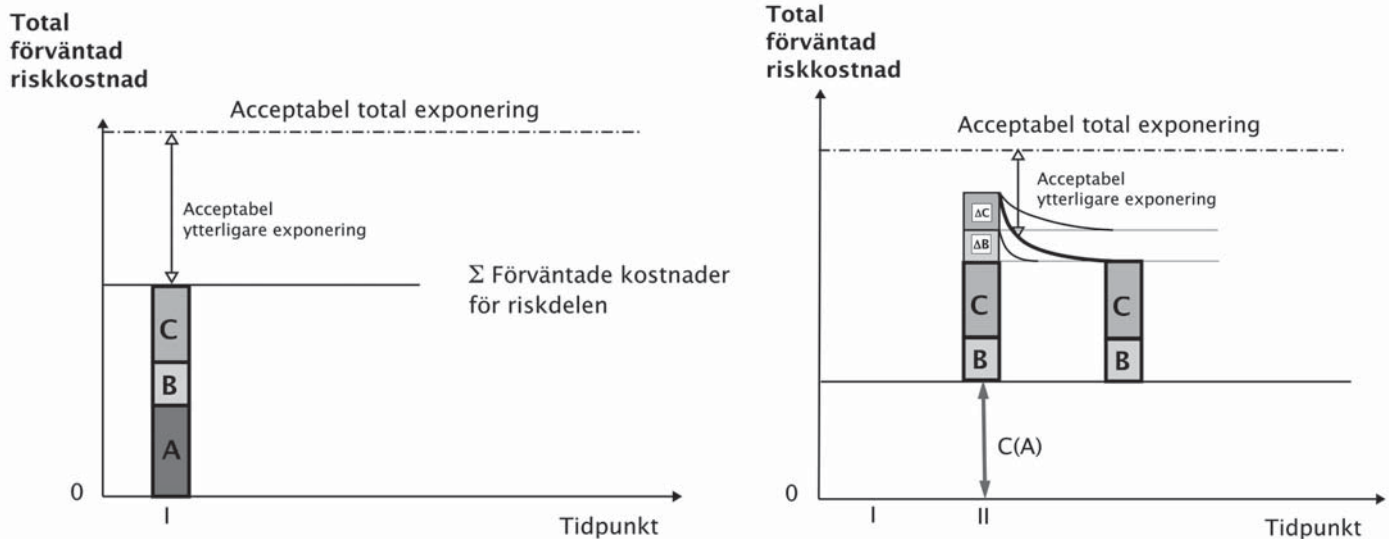 Total
förväntad
riskkostnad
Acceptabel total exponering
Acceptabel
ytterligare exponering
Σ Förväntade kostnader
för riskdelen
C
B
A
0
I
Tidpunkt
Total
förväntad
riskkostnad
Acceptabel total exponering
Acceptabel
ytterligare exponering
ΔC
ΔB
C
C
B
B
C(A)
0
I
II
Tidpunkt